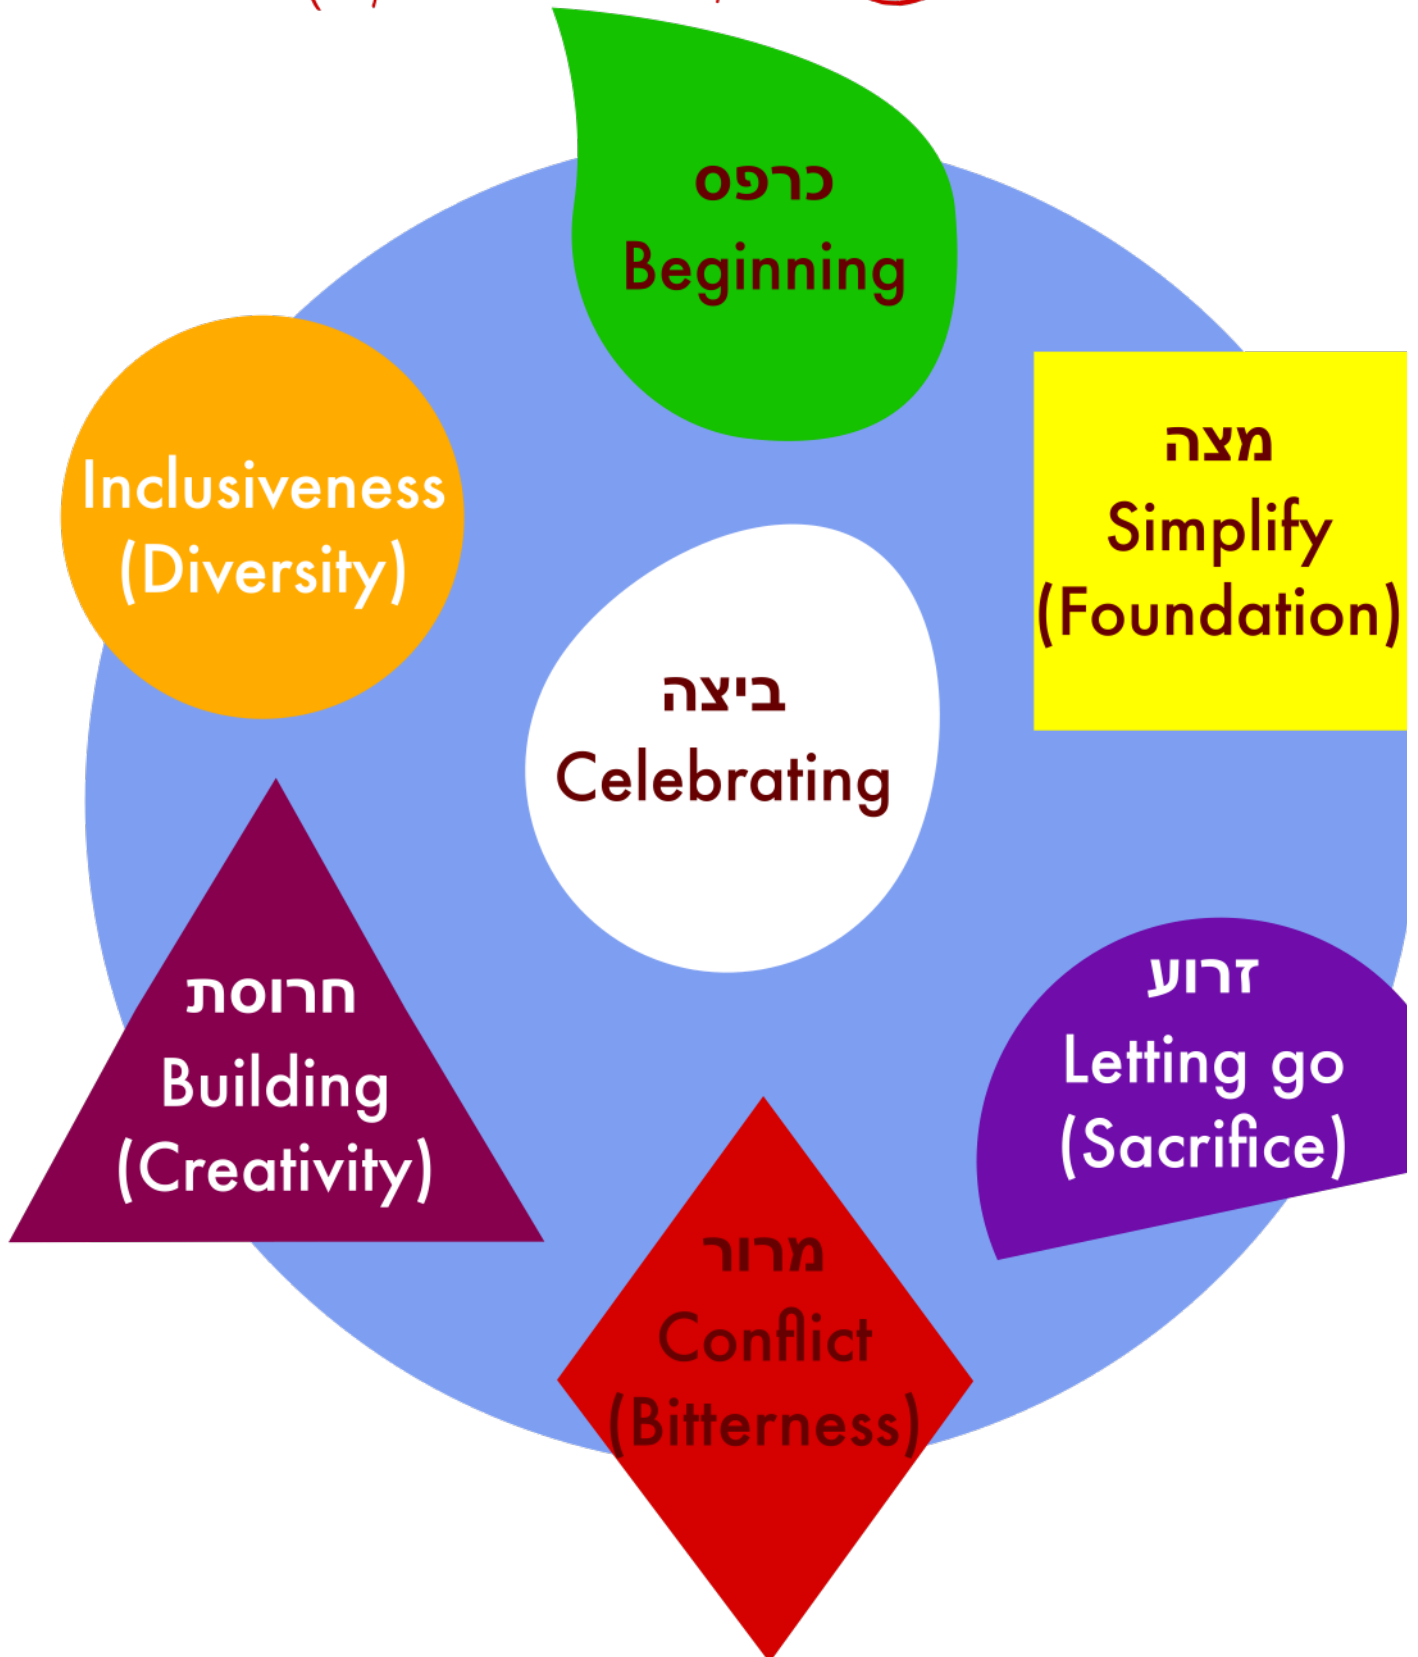 כרפס
Beginning
מצה
Simplify
(Foundation)
Inclusiveness
(Diversity)
ביצה
Celebrating
זרוע
Letting go
(Sacrifice)
חרוסת
Building
(Creativity)
מרור
Conflict
(Bitterness)